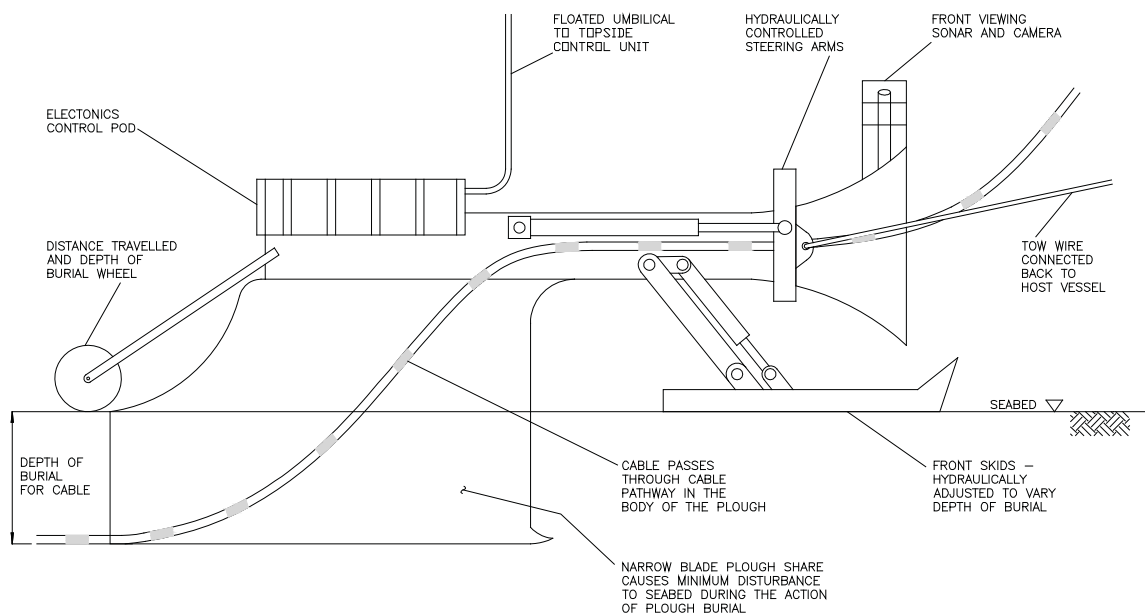 FLOATED UMBILICAL
TO TOPSIDE
CONTROL UNIT
HYDRAULICALLY
CONTROLLED
STEERING ARMS
FRONT VIEWING
SONAR AND CAMERA
ELECTONICS
CONTROL POD
DISTANCE TRAVELLED
AND DEPTH OF
BURIAL WHEEL
TOW WIRE
CONNECTED
BACK TO
HOST VESSEL
SEABED
DEPTH OF
BURIAL
FOR CABLE
CABLE PASSES
THROUGH CABLE
PATHWAY IN THE
BODY OF THE PLOUGH
FRONT SKIDS –
HYDRAULICALLY
ADJUSTED TO VARY
DEPTH OF BURIAL
NARROW BLADE PLOUGH SHARE
CAUSES MINIMUM DISTURBANCE
TO SEABED DURING THE ACTION
OF PLOUGH BURIAL